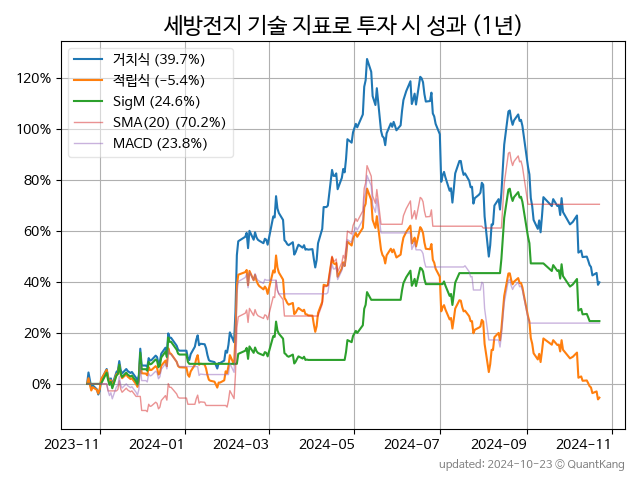 세방전지 기술 지표로 투자 시 성과 (1년)
거치식 (39.7%)
적립식 (−5.4%)
SigM (24.6%)
SMA(20) (70.2%)
MACD (23.8%)
120%
100%
80%
60%
40%
20%
0%
2023-11
2024-01
2024-03
2024-05
2024-07
2024-09
2024-11
updated: 2024-10-23 © QuantKang